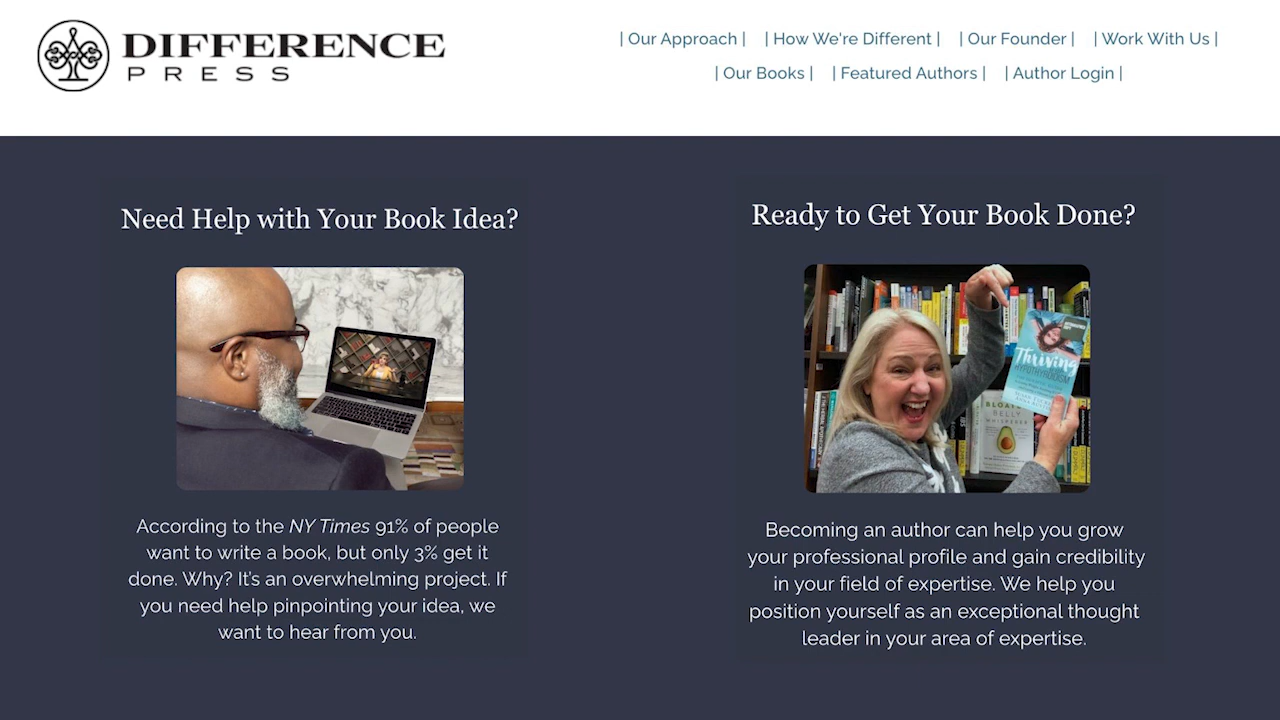 DIFFERENCE
PRESS
| Our Approach | | How We're Different | | Our Founder | | Work With Us |
| Our Books | | Featured Authors | | Author Login |
Need Help with Your Book Idea?
Ready to Get Your Book Done?
Thriving
BLOATED
BELLY
WHISPERER
According to the NY Times 91% of people
want to write a book, but only 3% get it
done. Why? It's an overwhelming project. If
you need help pinpointing your idea, we
want to hear from you.
Becoming an author can help you grow
your professional profile and gain credibility
in your field of expertise. We help you
position yourself as an exceptional thought
leader in your area of expertise.